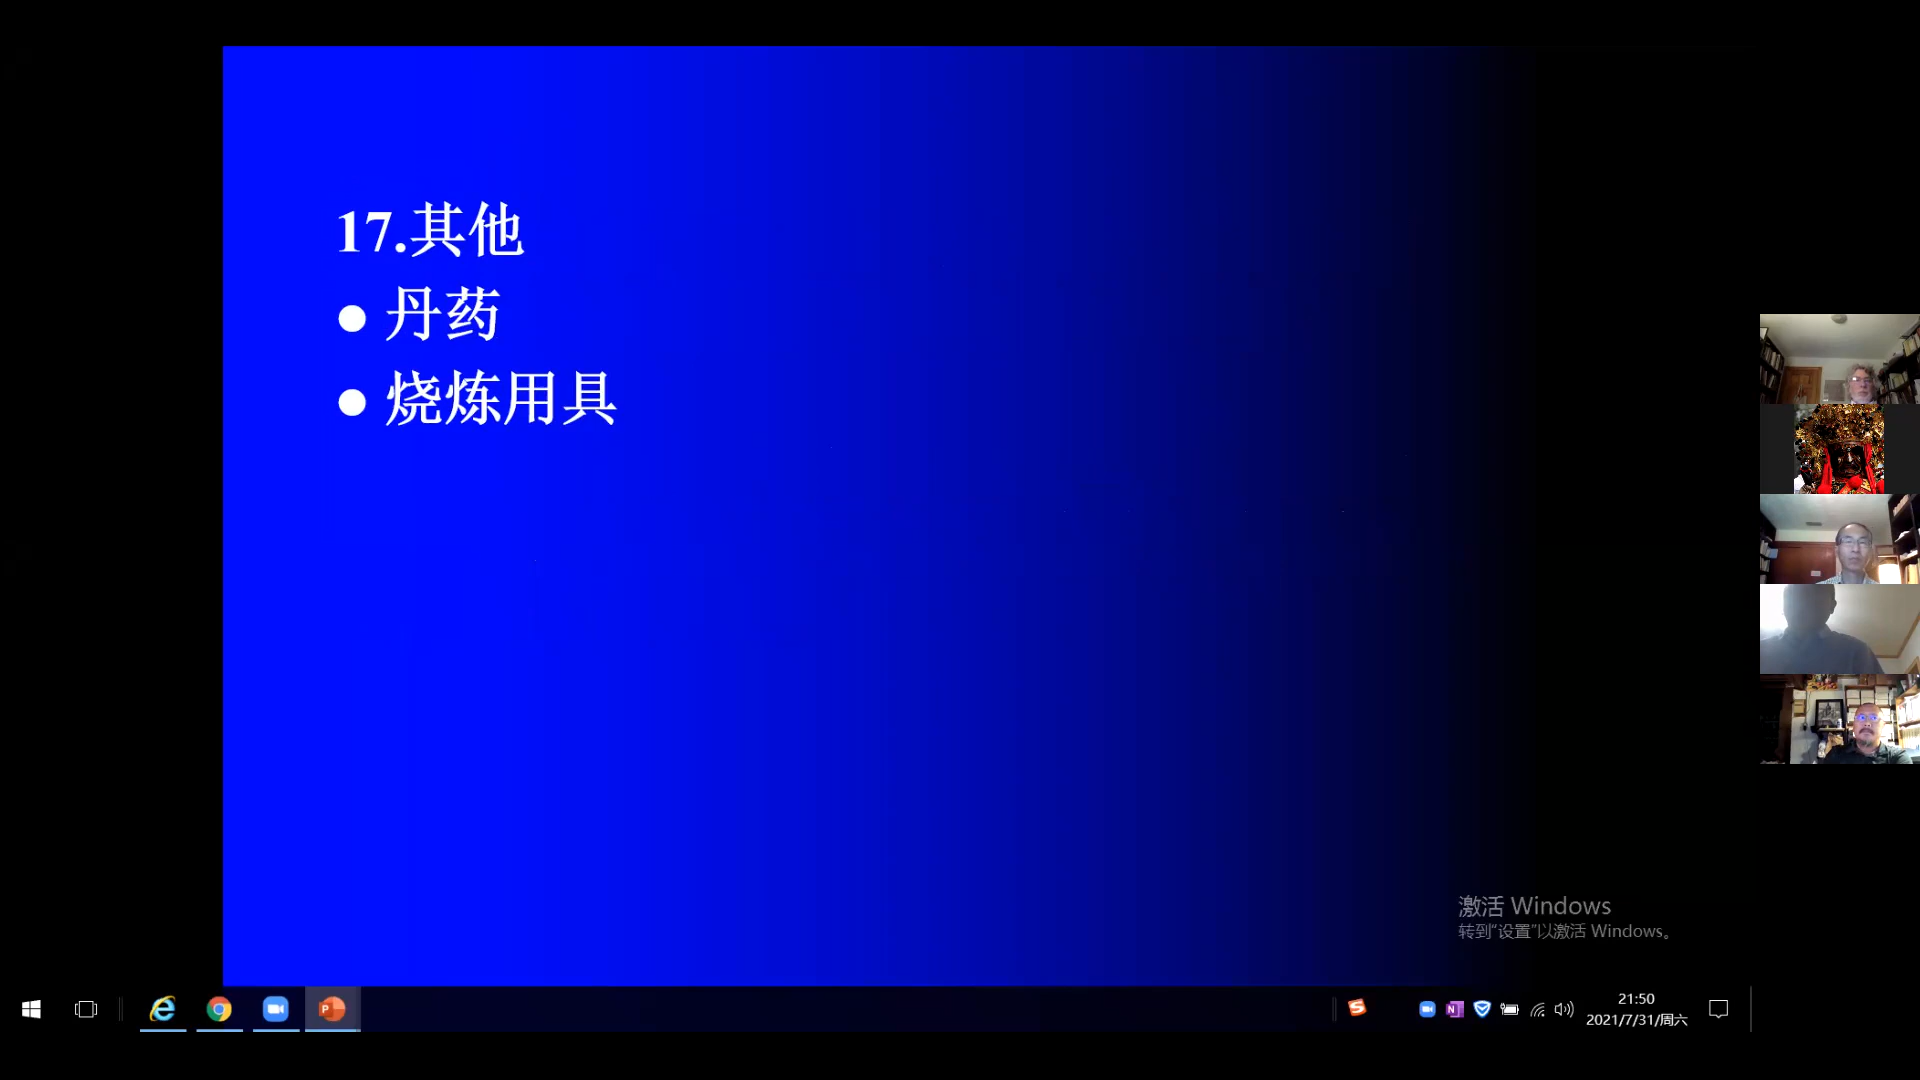 17.其他
● 丹药
● 烧炼用具
激活 Windows
转到“设置”以激活 Windows。
21:50
2021/7/31/周六